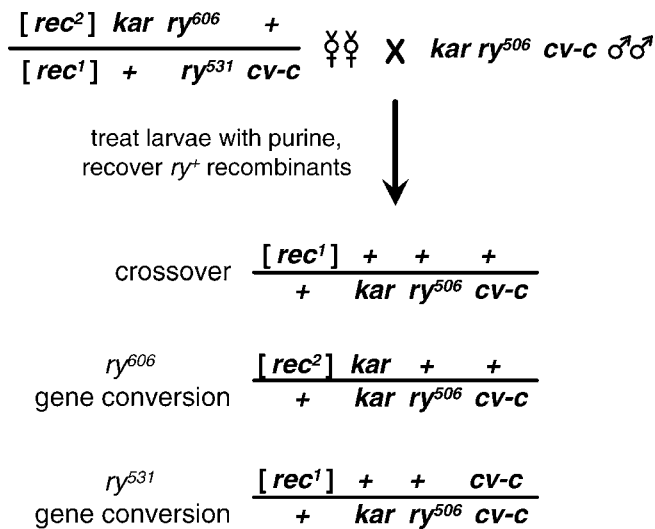 [rec²] kar ry⁶⁰⁶ +
[rec¹] + ry⁵³¹ cv-c
☿☿ X kar ry⁵⁰⁶ cv-c ♂♂
treat larvae with purine,
recover ry⁺ recombinants
crossover
[rec¹] + + +
+ kar ry⁵⁰⁶ cv-c
ry⁶⁰⁶
gene conversion
[rec²] kar + +
+ kar ry⁵⁰⁶ cv-c
ry⁵³¹
gene conversion
[rec¹] + + cv-c
+ kar ry⁵⁰⁶ cv-c